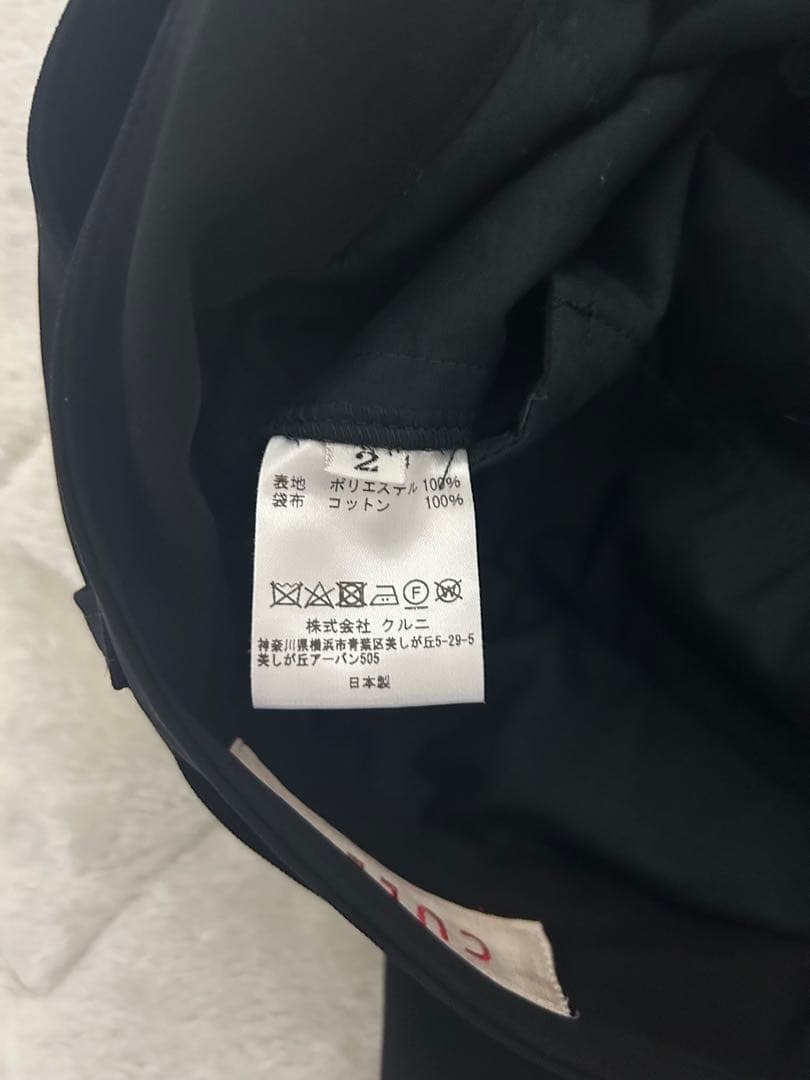 2
表地 ポリエステル 100%
袋布 コットン 100%
F W
株式会社 クルニ
神奈川県横浜市青葉区美しが丘5-29-5
美しが丘アーバン505
日本製